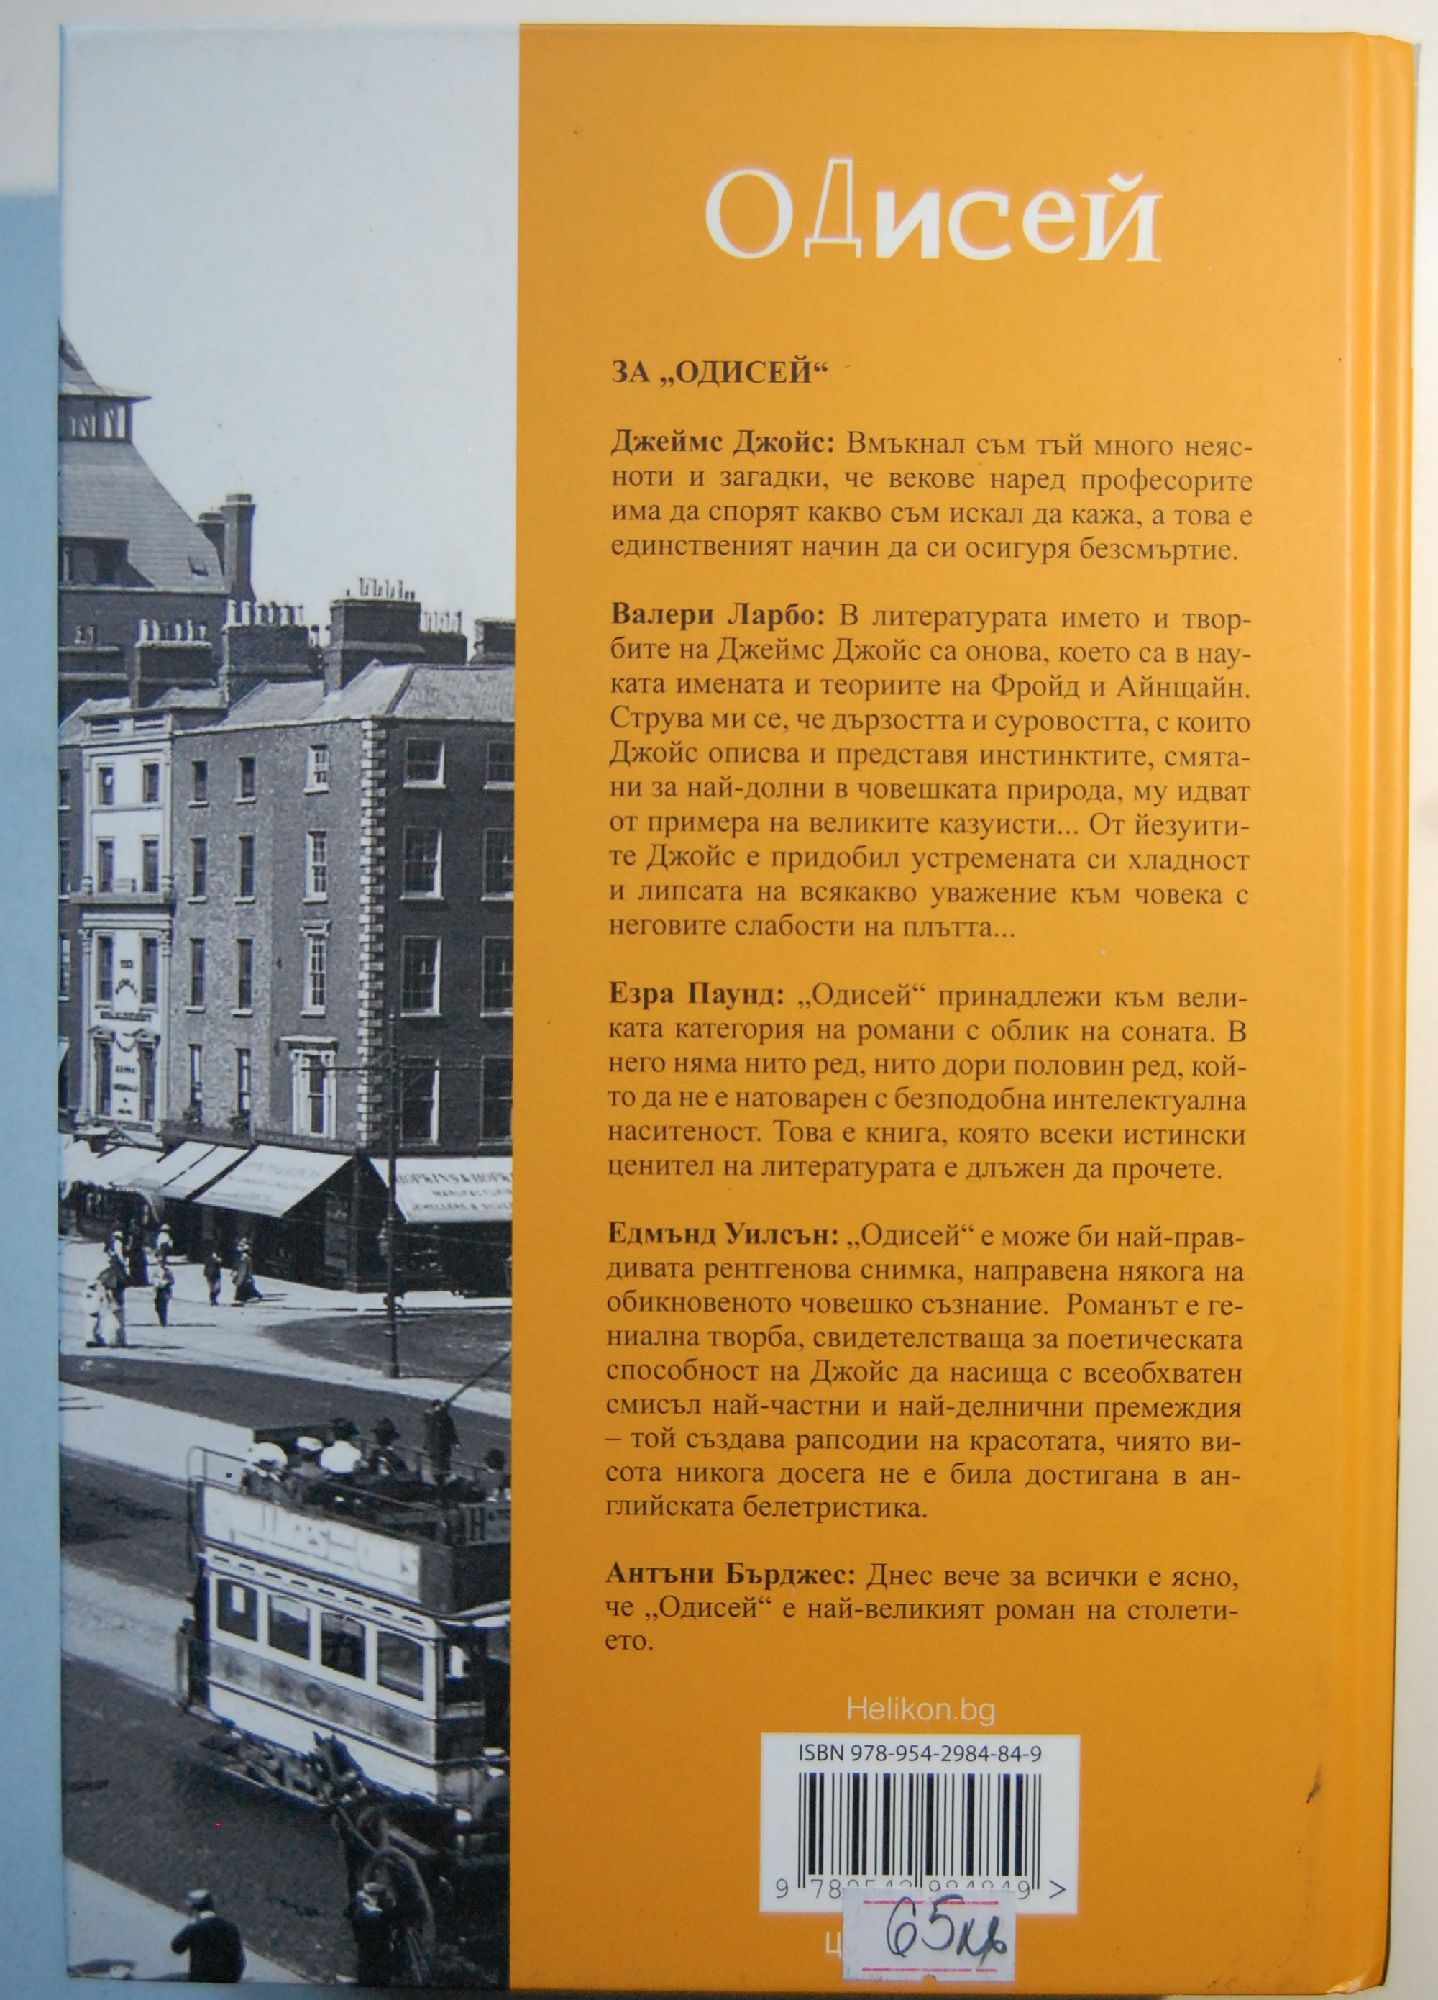 Одисей
ЗА „ОДИСЕЙ“
Джеймс Джойс: Вмъкнал съм тъй много неяс-
ноти и загадки, че векове наред професорите
има да спорят какво съм искал да кажа, а това е
единственият начин да си осигуря безсмъртие.
Валери Ларбо: В литературата името и твор-
бите на Джеймс Джойс са онова, което са в нау-
ката имената и теориите на Фройд и Айнщайн.
Струва ми се, че дързостта и суровостта, с които
Джойс описва и представя инстинктите, смята-
ни за най-долни в човешката природа, му идват
от примера на великите казуисти... От йезуити-
те Джойс е придобил устремената си хладност
и липсата на всякакво уважение към човека с
неговите слабости на плътта...
Езра Паунд: „Одисей“ принадлежи към вели-
ката категория на романи с облик на соната. В
него няма нито ред, нито дори половин ред, кой-
то да не е натоварен с безподобна интелектуална
наситеност. Това е книга, която всеки истински
ценител на литературата е длъжен да прочете.
Едмънд Уилсън: „Одисей“ е може би най-прав-
дивата рентгенова снимка, направена някога на
обикновеното човешко съзнание. Романът е ге-
ниална творба, свидетелстваща за поетическата
способност на Джойс да насища с всеобхватен
смисъл най-частни и най-делнични премеждия
– той създава рапсодии на красотата, чиято ви-
сота никога досега не е била достигана в ан-
глийската белетристика.
Антъни Бърджес: Днес вече за всички е ясно,
че „Одисей“ е най-великият роман на столети-
ето.
Helikon.bg
ISBN 978-954-2984-84-9
9 789542 984849 >
65лв
HOPKINS & HOPK
MANUFACTURIN
JEWELLERS & SILVE